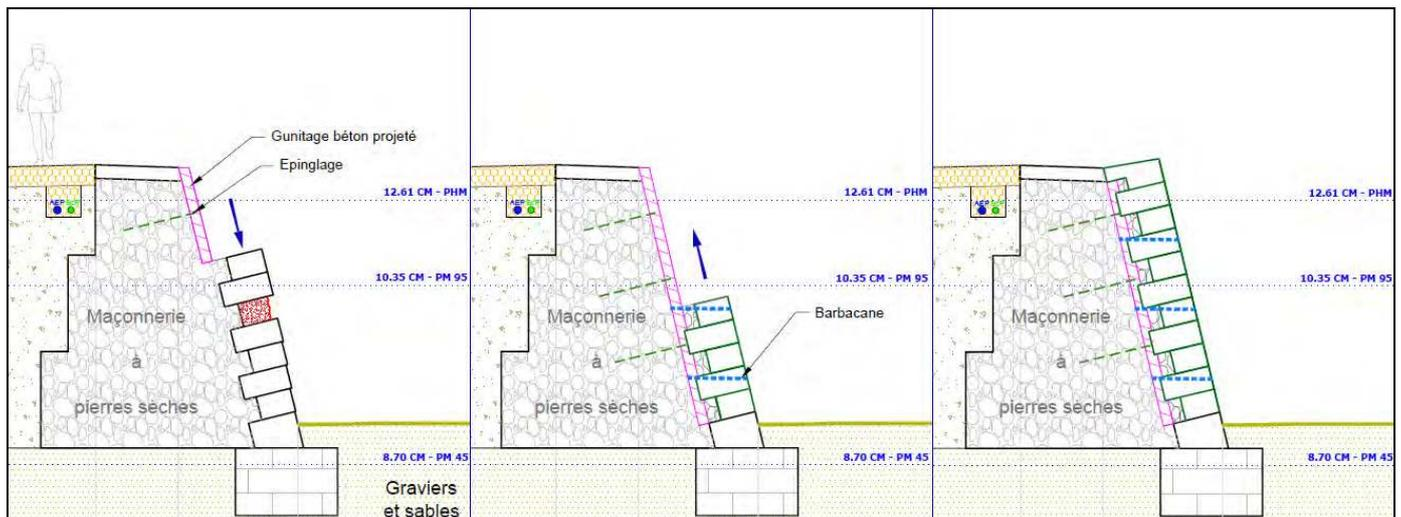 Gunitage béton projeté
Epinglage
12.61 CM - PHM
AEP
10.35 CM - PM 95
Maçonnerie
à
pierres sèches
8.70 CM - PM 45
Graviers
et sables
12.61 CM - PHM
AEP
10.35 CM - PM 95
Barbacane
Maçonnerie
à
pierres sèches
8.70 CM - PM 45
12.61 CM - PHM
AEP
10.35 CM - PM 95
Maçonnerie
à
pierres sèches
8.70 CM - PM 45